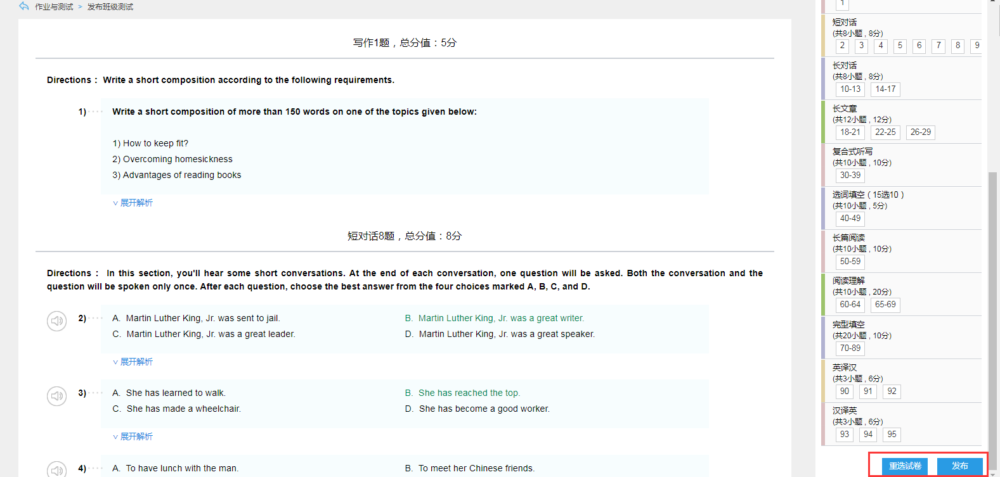 作业与测试 > 发布班级测试
写作1题，总分值：5分
Directions： Write a short composition according to the following requirements.
1) Write a short composition of more than 150 words on one of the topics given below:
1) How to keep fit?
2) Overcoming homesickness
3) Advantages of reading books
∨ 展开解析
短对话8题，总分值：8分
Directions： In this section, you'll hear some short conversations. At the end of each conversation, one question will be asked. Both the conversation and the
question will be spoken only once. After each question, choose the best answer from the four choices marked A, B, C, and D.
2) A. Martin Luther King, Jr. was sent to jail. B. Martin Luther King, Jr. was a great writer.
C. Martin Luther King, Jr. was a great leader. D. Martin Luther King, Jr. was a great speaker.
∨ 展开解析
3) A. She has learned to walk. B. She has reached the top.
C. She has made a wheelchair. D. She has become a good worker.
∨ 展开解析
4) A. To have lunch with the man. B. To meet her Chinese friends.
1
短对话
(共8小题 , 8分)
2 3 4 5 6 7 8 9
长对话
(共8小题 , 8分)
10-13 14-17
长文章
(共12小题 , 12分)
18-21 22-25 26-29
复合式听写
(共10小题 , 10分)
30-39
选词填空（15选10）
(共10小题 , 5分)
40-49
长篇阅读
(共10小题 , 10分)
50-59
阅读理解
(共10小题 , 20分)
60-64 65-69
完型填空
(共20小题 , 10分)
70-89
英译汉
(共3小题 , 6分)
90 91 92
汉译英
(共3小题 , 6分)
93 94 95
重选试卷 发布